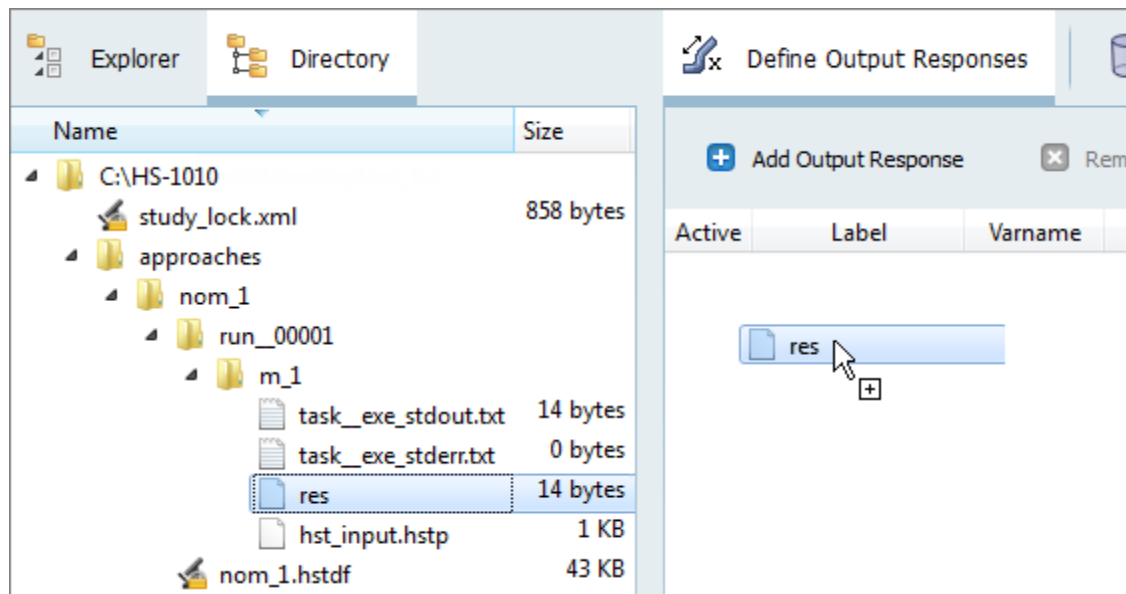 Explorer Directory Define Output Responses
Name Size
Add Output Response Rem
C:\HS-1010
study_lock.xml 858 bytes
Active Label Varname
approaches
nom_1
run__00001
res
m_1
task__exe_stdout.txt 14 bytes
task__exe_stderr.txt 0 bytes
res 14 bytes
hst_input.hstp 1 KB
nom_1.hstdf 43 KB